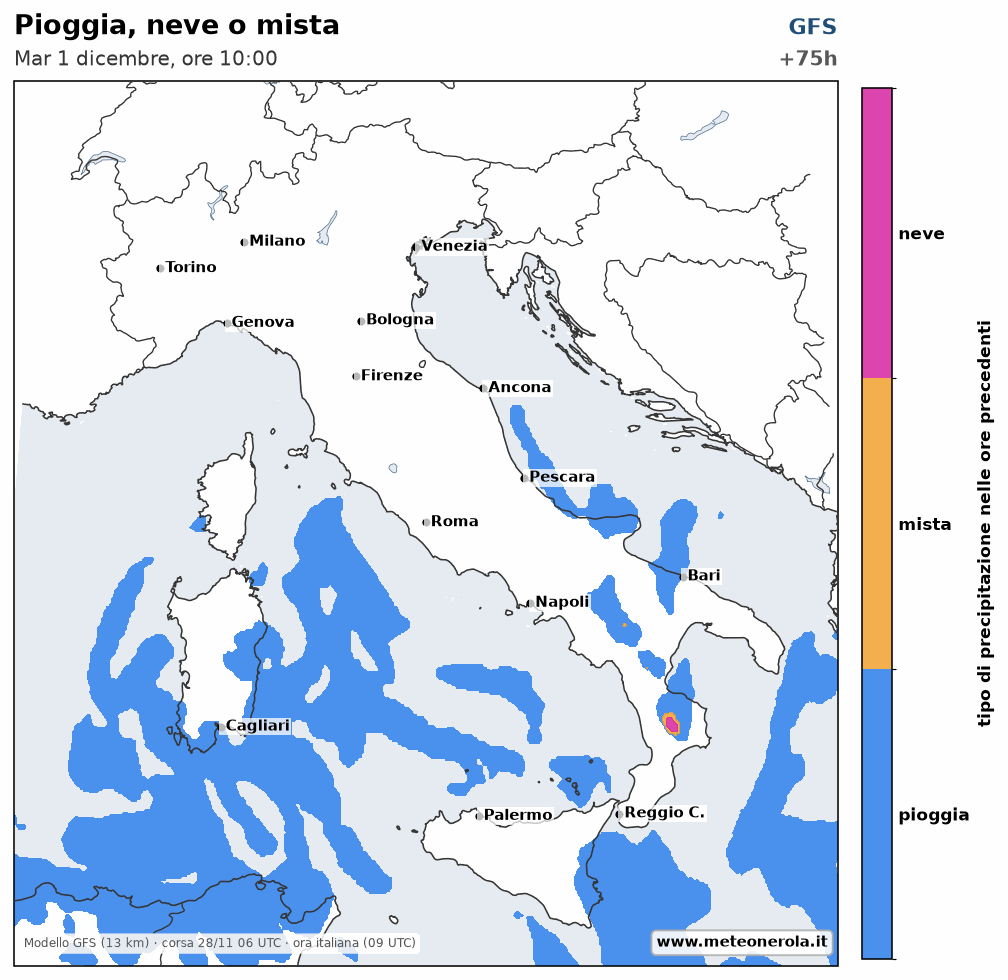 Pioggia, neve o mista
GFS
Mar 1 dicembre, ore 10:00
+75h
neve
Milano
Venezia
Torino
Genova
Bologna
Firenze
Ancona
Pescara
Roma
mista
Bari
Napoli
tipo di precipitazione nelle ore precedenti
Cagliari
Palermo
Reggio C.
pioggia
Modello GFS (13 km) · corsa 28/11 06 UTC · ora italiana (09 UTC)
www.meteonerola.it